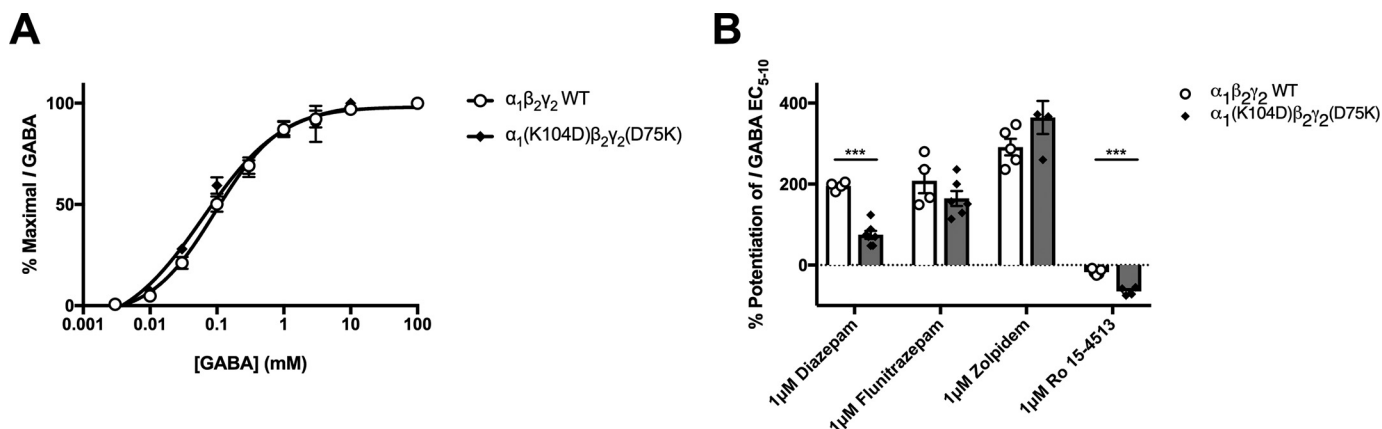 A
% Maximal / GABA
100
50
0
0.001 0.01 0.1 1 10 100
[GABA] (mM)
α1β2γ2 WT
α1(K104D)β2γ2(D75K)
B
% Potentiation of / GABA EC5-10
400
200
0
***
***
1μM Diazepam
1μM Flunitrazepam
1μM Zolpidem
1μM Ro 15-4513
α1β2γ2 WT
α1(K104D)β2γ2(D75K)